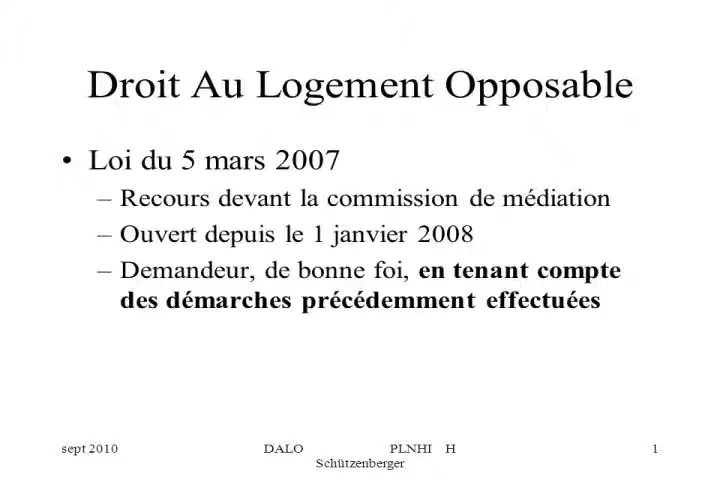 Droit Au Logement Opposable
• Loi du 5 mars 2007
– Recours devant la commission de médiation
– Ouvert depuis le 1 janvier 2008
– Demandeur, de bonne foi, en tenant compte
des démarches précédemment effectuées
sept 2010 DALO PLNHI H 1
Schützenberger